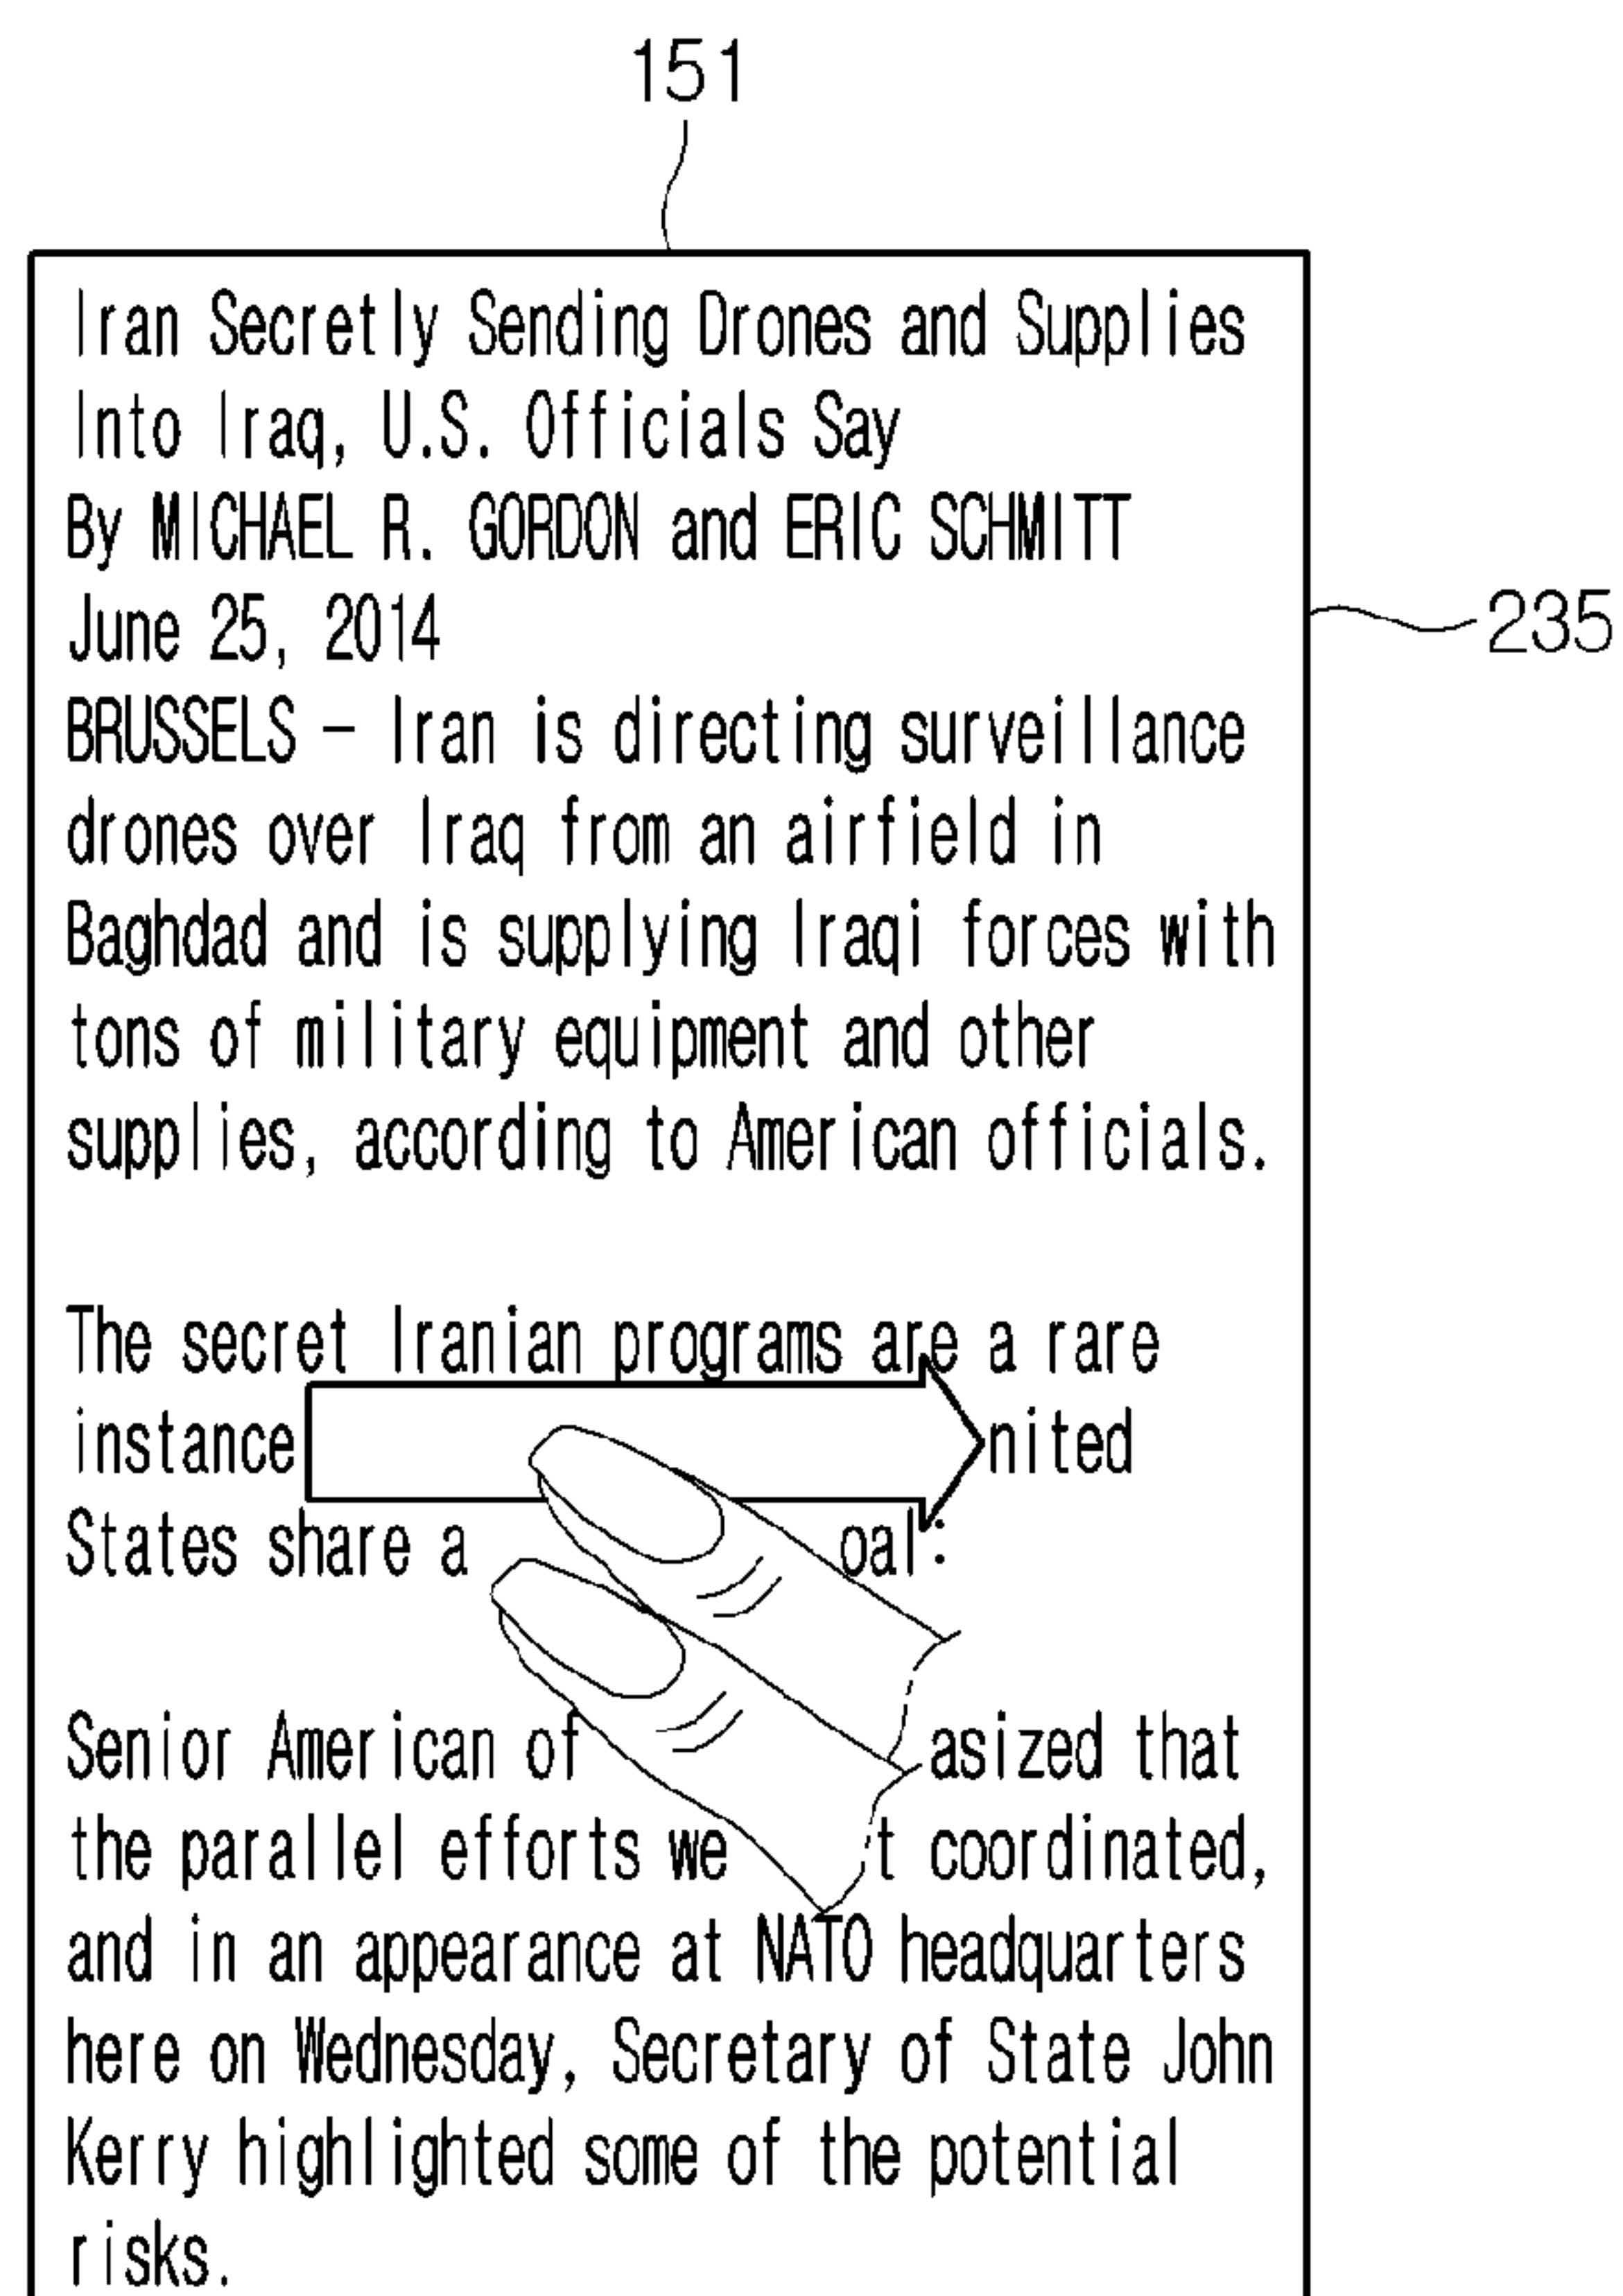 151
Iran Secretly Sending Drones and Supplies
Into Iraq, U.S. Officials Say
By MICHAEL R. GORDON and ERIC SCHMITT
June 25, 2014
235
BRUSSELS – Iran is directing surveillance
drones over Iraq from an airfield in
Baghdad and is supplying Iraqi forces with
tons of military equipment and other
supplies, according to American officials.
The secret Iranian programs are a rare
instance nited
States share a oal:
Senior American of asized that
the parallel efforts we t coordinated,
and in an appearance at NATO headquarters
here on Wednesday, Secretary of State John
Kerry highlighted some of the potential
risks.